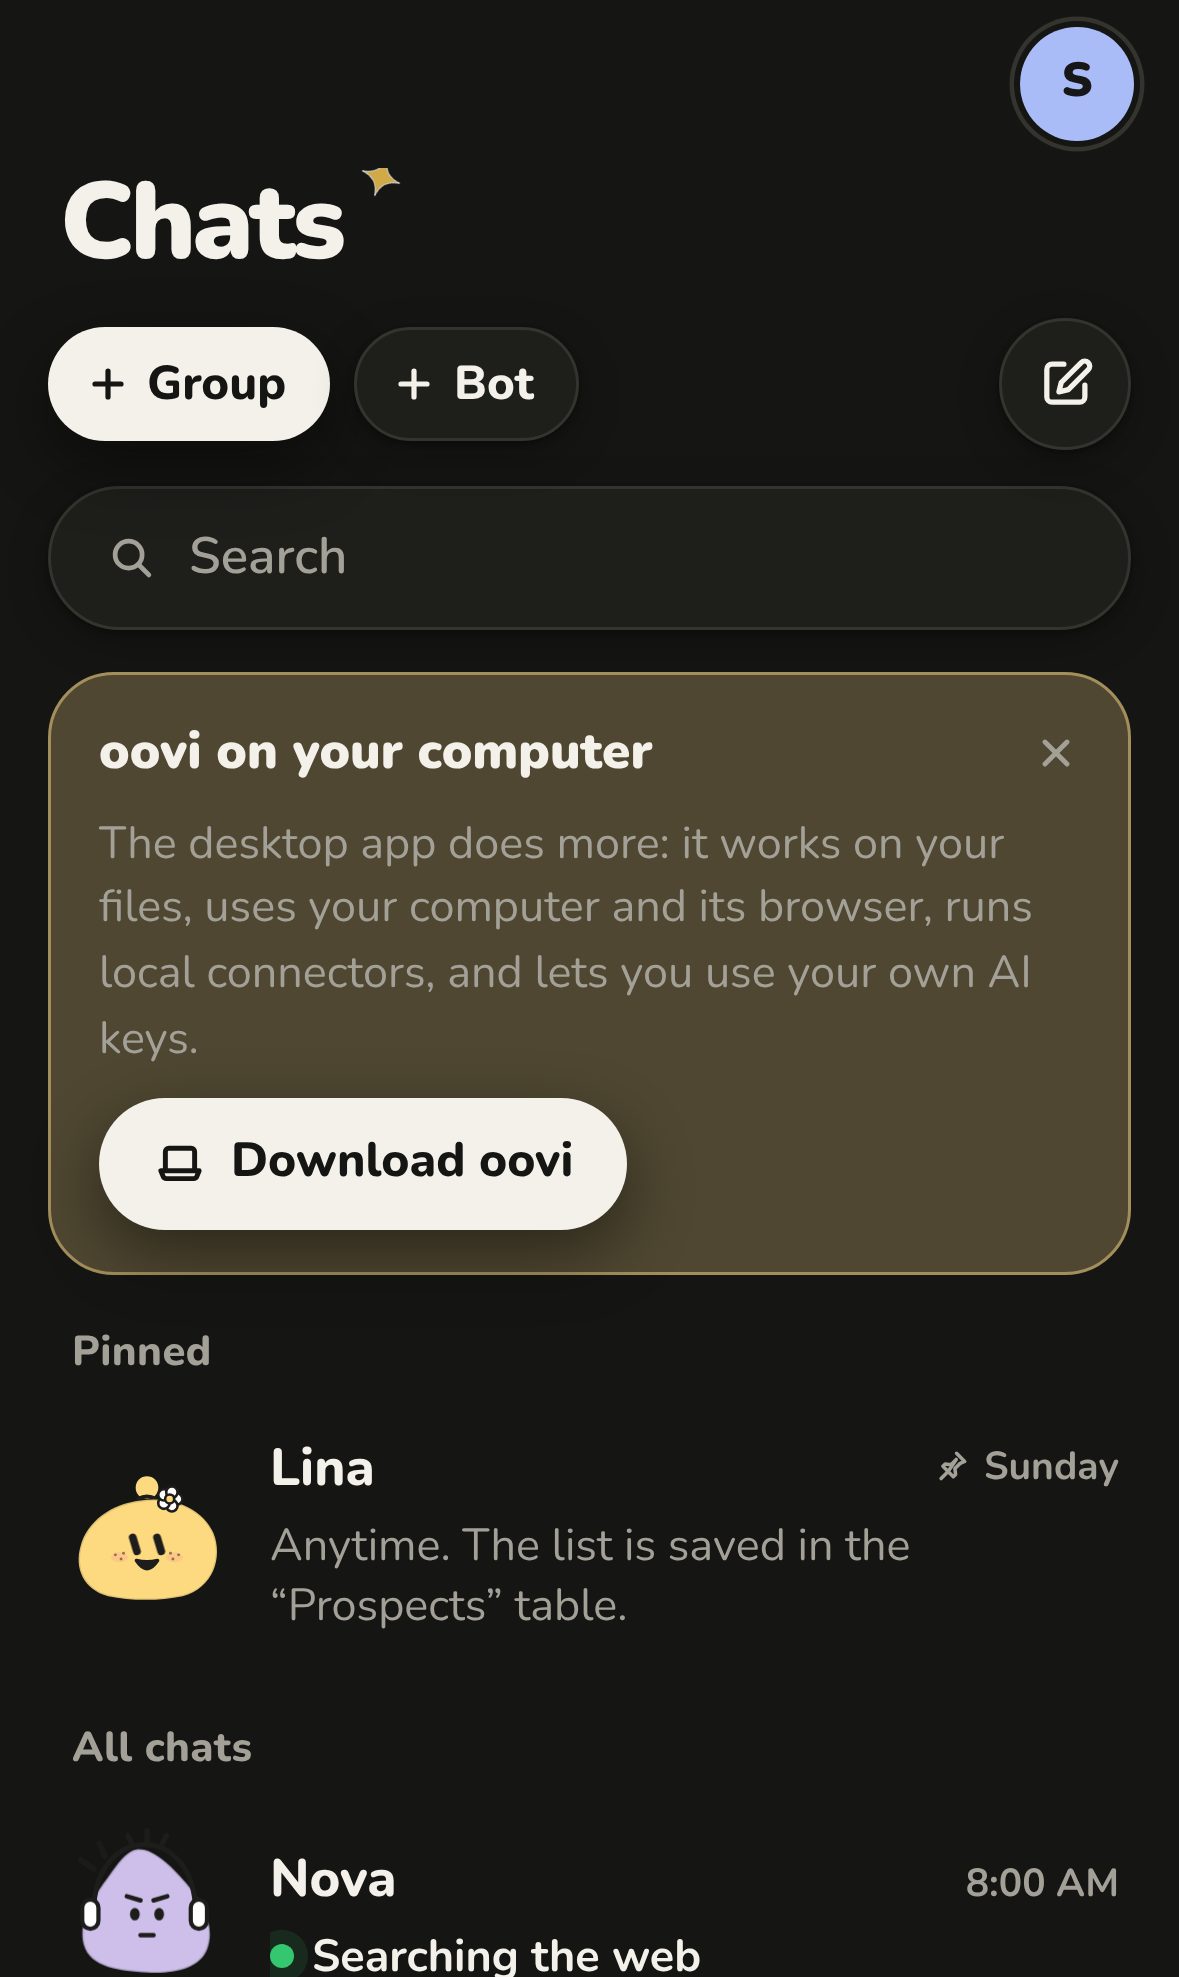 S
Chats
Group
Bot
Search
oovi on your computer
The desktop app does more: it works on your
files, uses your computer and its browser, runs
local connectors, and lets you use your own AI
keys.
Download oovi
Pinned
Lina
Sunday
Anytime. The list is saved in the
“Prospects” table.
All chats
Nova
8:00 AM
Searching the web